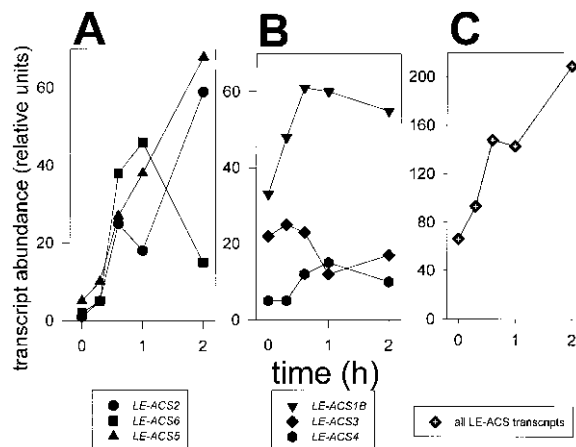 A
B
C
transcript abundance (relative units)
60
40
20
0
60
40
20
0
200
160
120
80
40
0
0 1 2
0 1 2
0 1 2
time (h)
LE-ACS2
LE-ACS6
LE-ACS5
LE-ACS1B
LE-ACS3
LE-ACS4
all LE-ACS transcripts